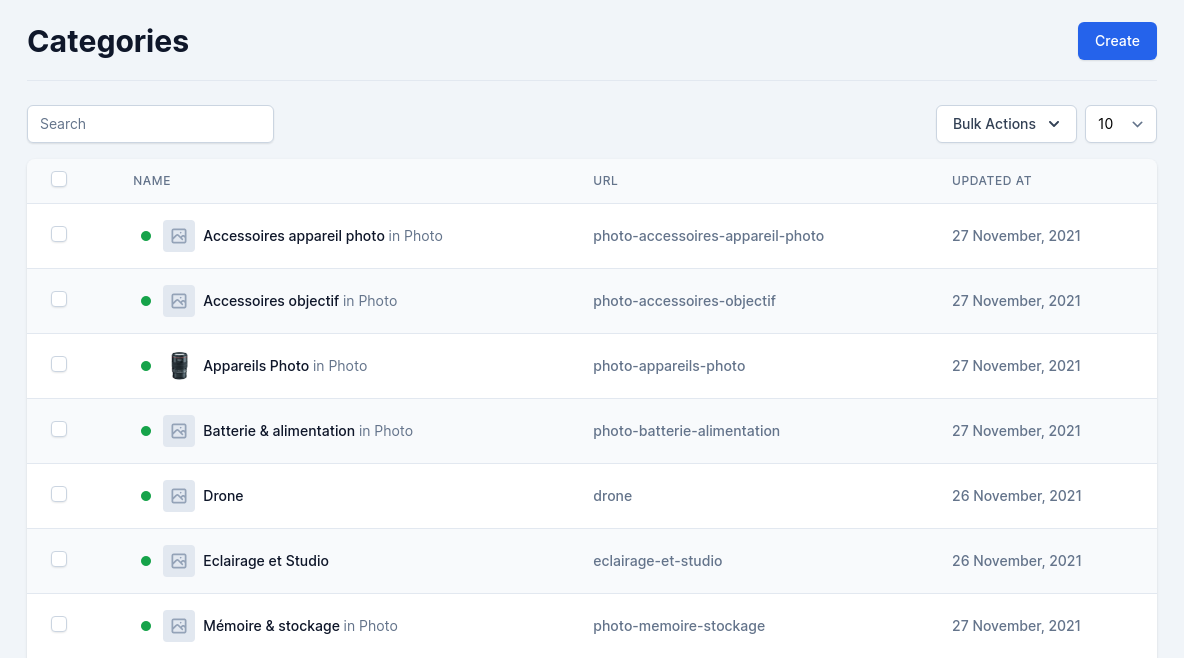 Categories
Create
Search
Bulk Actions
10
NAME URL UPDATED AT
Accessoires appareil photo in Photo photo-accessoires-appareil-photo 27 November, 2021
Accessoires objectif in Photo photo-accessoires-objectif 27 November, 2021
Appareils Photo in Photo photo-appareils-photo 27 November, 2021
Batterie & alimentation in Photo photo-batterie-alimentation 27 November, 2021
Drone drone 26 November, 2021
Eclairage et Studio eclairage-et-studio 26 November, 2021
Mémoire & stockage in Photo photo-memoire-stockage 27 November, 2021